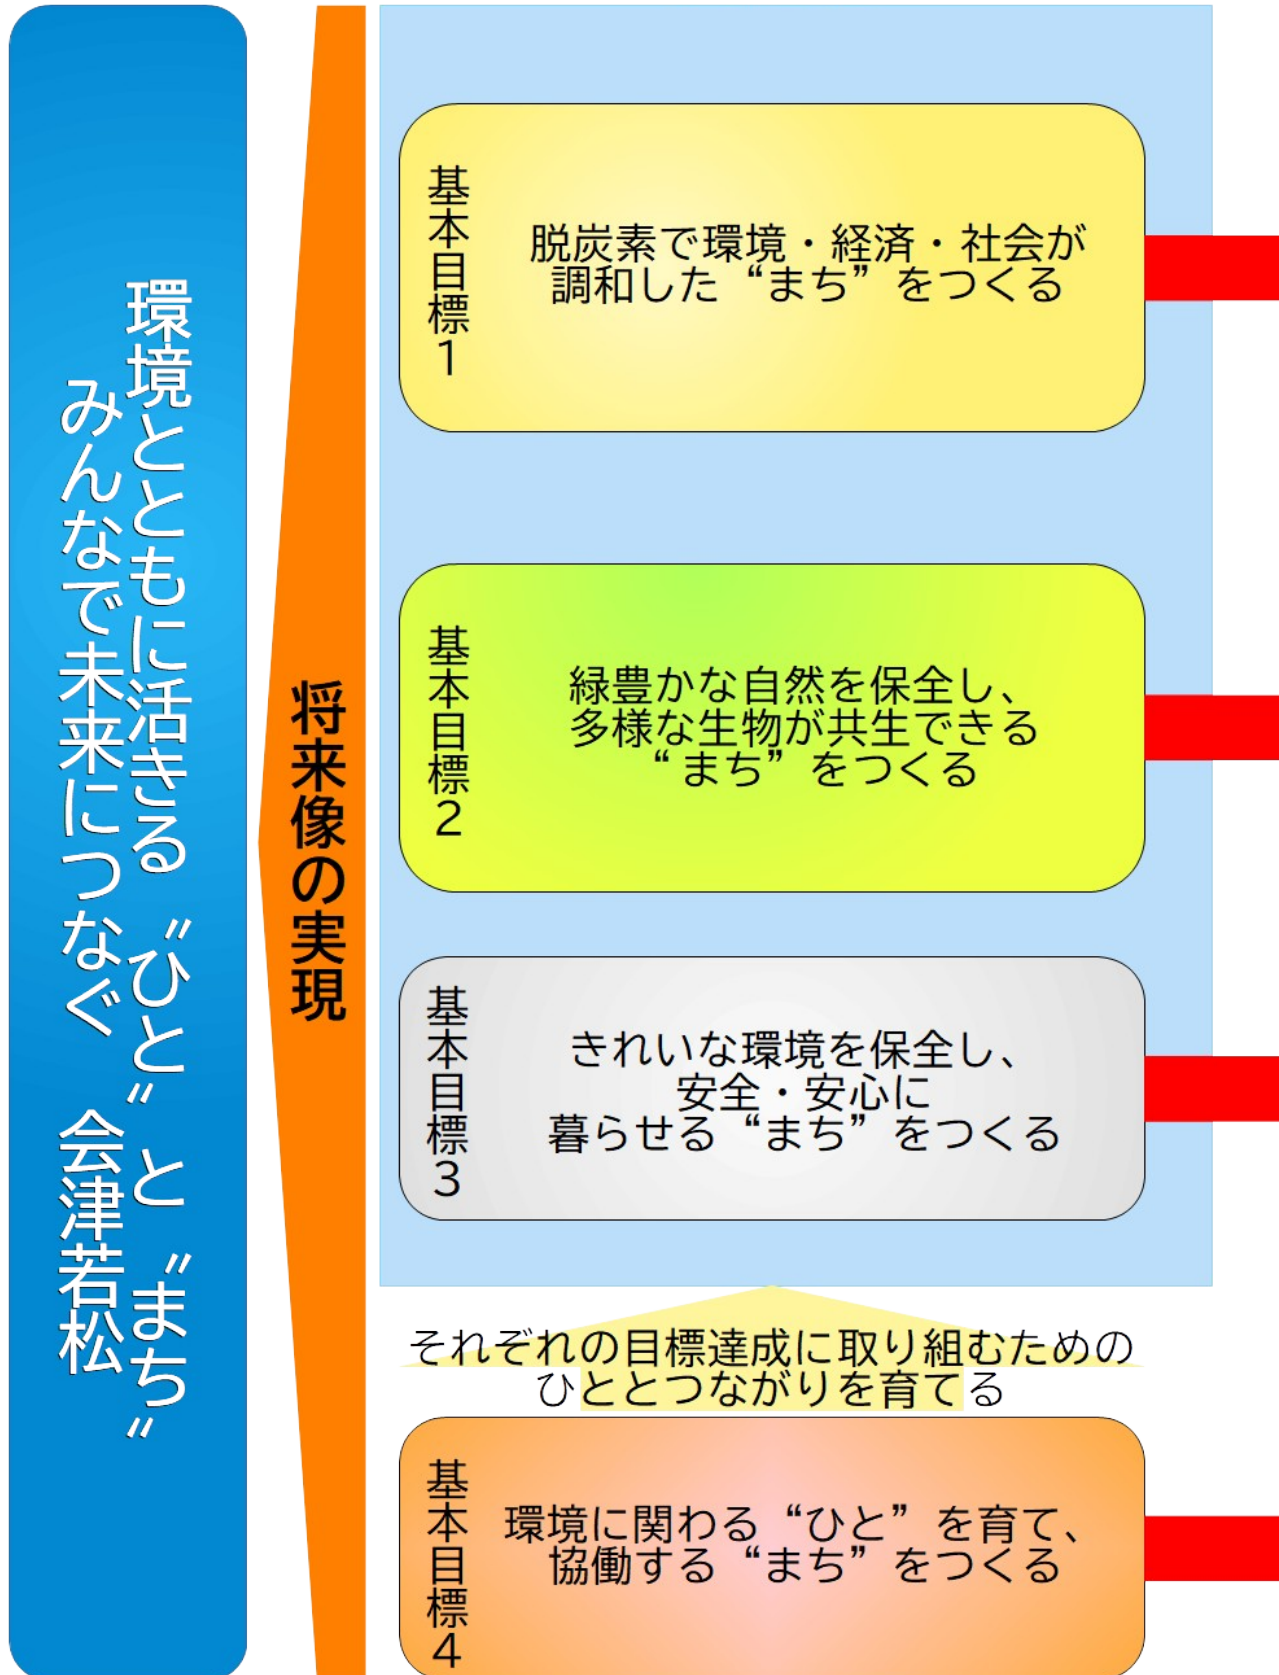 環境とともに活きる“ひと”と“まち”
みんなで未来につなぐ 会津若松
将来像の実現
基本目標1
脱炭素で環境・経済・社会が
調和した“まち”をつくる
基本目標2
緑豊かな自然を保全し、
多様な生物が共生できる
“まち”をつくる
基本目標3
きれいな環境を保全し、
安全・安心に
暮らせる“まち”をつくる
それぞれの目標達成に取り組むための
ひととつながりを育てる
基本目標4
環境に関わる“ひと”を育て、
協働する“まち”をつくる